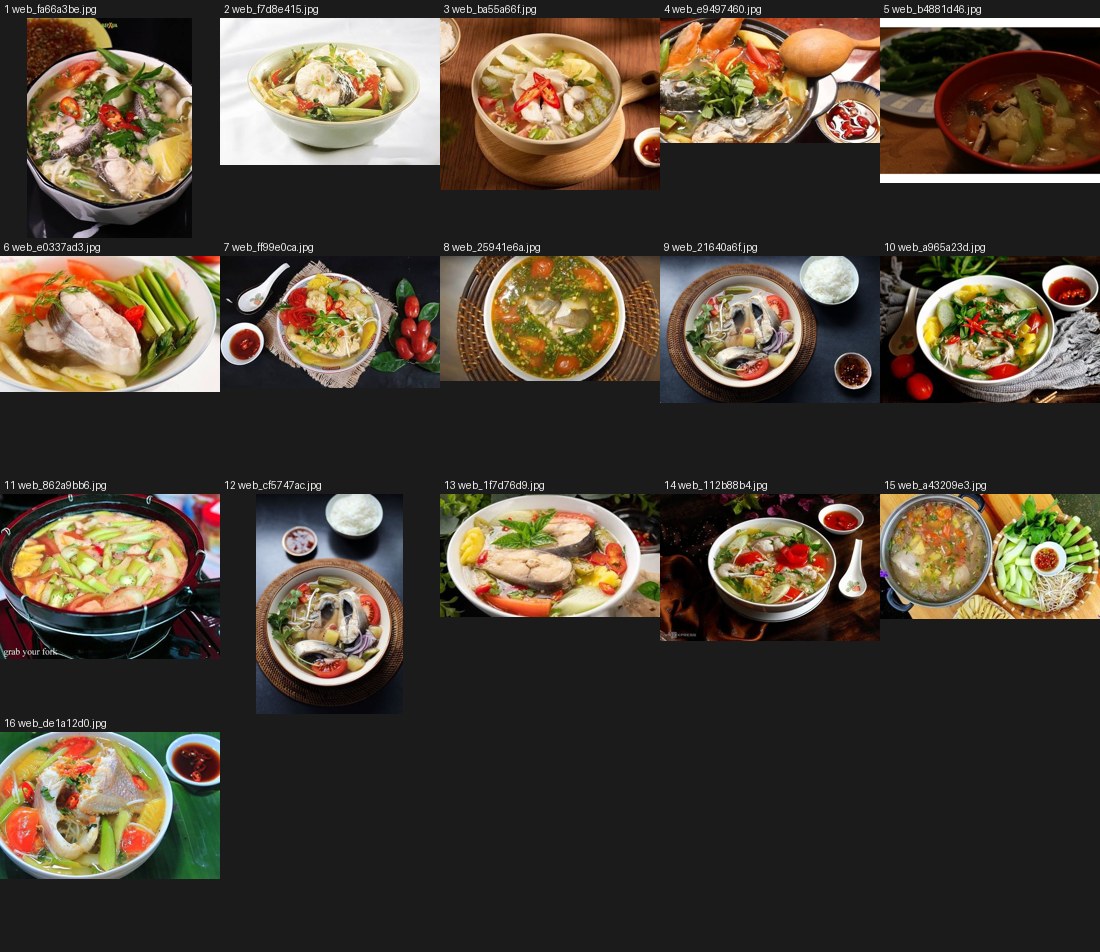 1 web_fa66a3be.jpg
2 web_f7d8e415.jpg
3 web_ba55a66f.jpg
4 web_e9497460.jpg
5 web_b4881d46.jpg
6 web_e0337ad3.jpg
7 web_ff99e0ca.jpg
8 web_25941e6a.jpg
9 web_21640a6f.jpg
10 web_a965a23d.jpg
11 web_862a9bb6.jpg
grab your fork
12 web_cf5747ac.jpg
13 web_1f7d76d9.jpg
14 web_112b88b4.jpg
15 web_a43209e3.jpg
16 web_de1a12d0.jpg